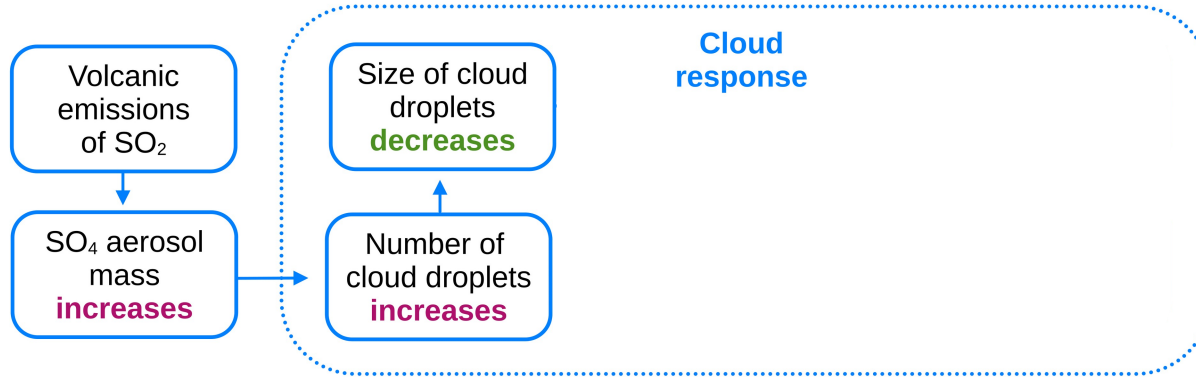 Volcanic
emissions
of SO₂
SO₄ aerosol
mass
increases
Size of cloud
droplets
decreases
Number of
cloud droplets
increases
Cloud
response